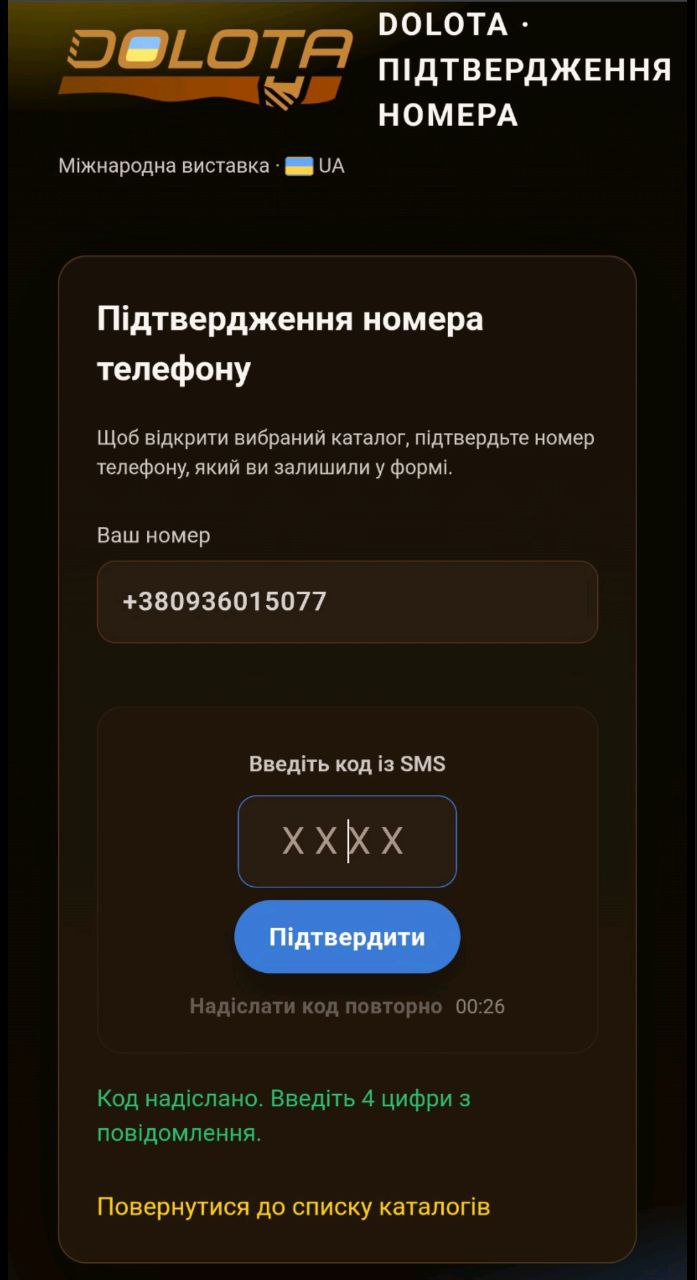 DOLOTA
DOLOTA ·
ПІДТВЕРДЖЕННЯ
НОМЕРА
Міжнародна виставка · 🇺🇦 UA
Підтвердження номера
телефону
Щоб відкрити вибраний каталог, підтвердьте номер
телефону, який ви залишили у формі.
Ваш номер
+380936015077
Введіть код із SMS
X X X X
Підтвердити
Надіслати код повторно 00:26
Код надіслано. Введіть 4 цифри з
повідомлення.
Повернутися до списку каталогів